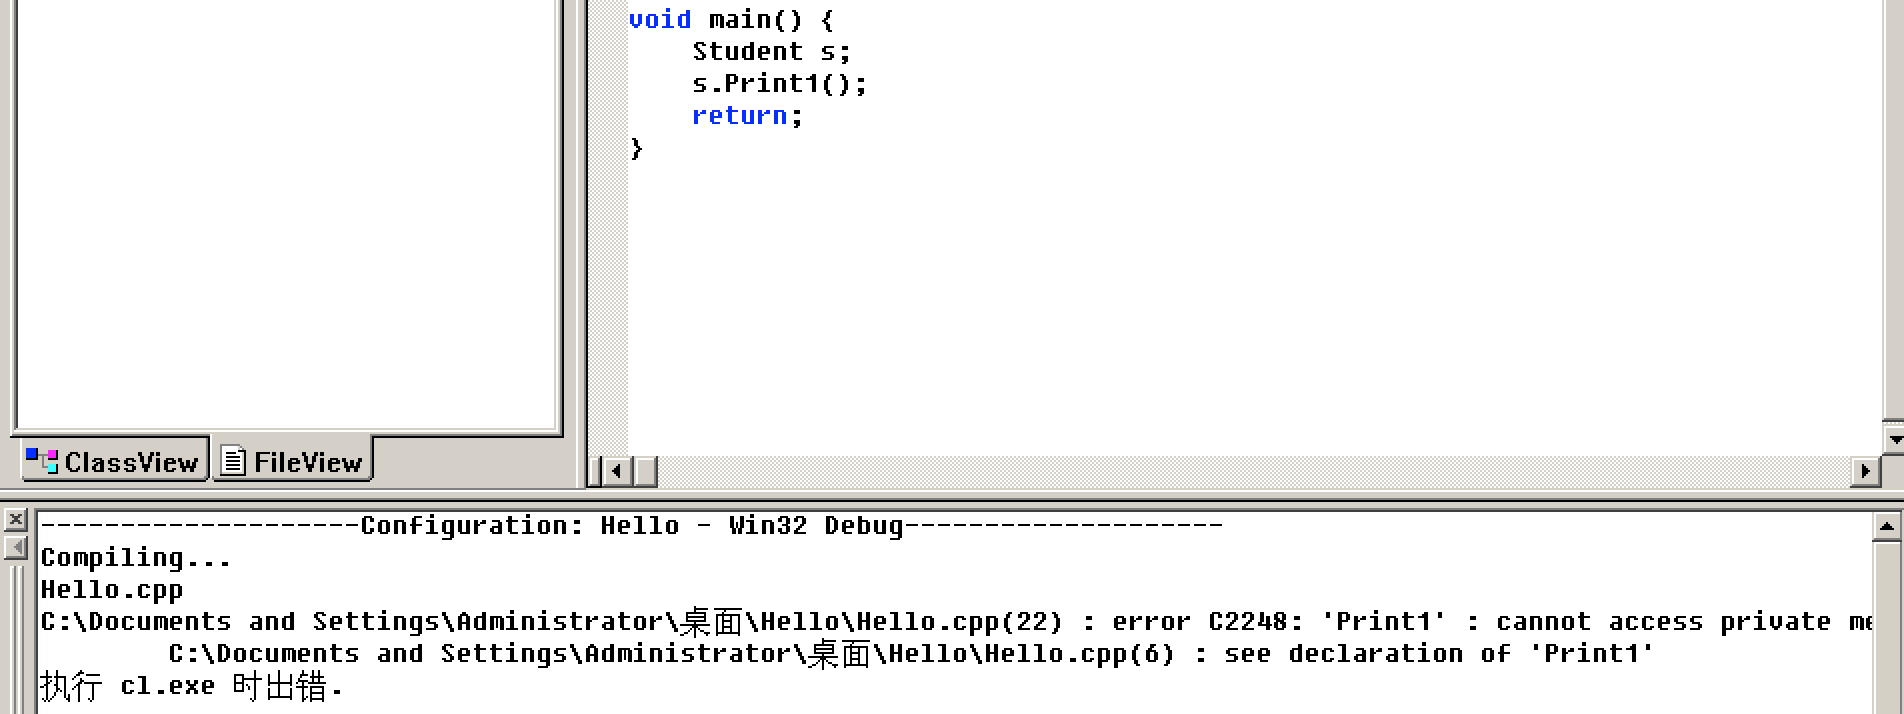 void main() {
    Student s;
    s.Print1();
    return;
}
ClassView
FileView
--------------------Configuration: Hello - Win32 Debug--------------------
Compiling...
Hello.cpp
C:\Documents and Settings\Administrator\桌面\Hello\Hello.cpp(22) : error C2248: 'Print1' : cannot access private me
        C:\Documents and Settings\Administrator\桌面\Hello\Hello.cpp(6) : see declaration of 'Print1'
执行 cl.exe 时出错.